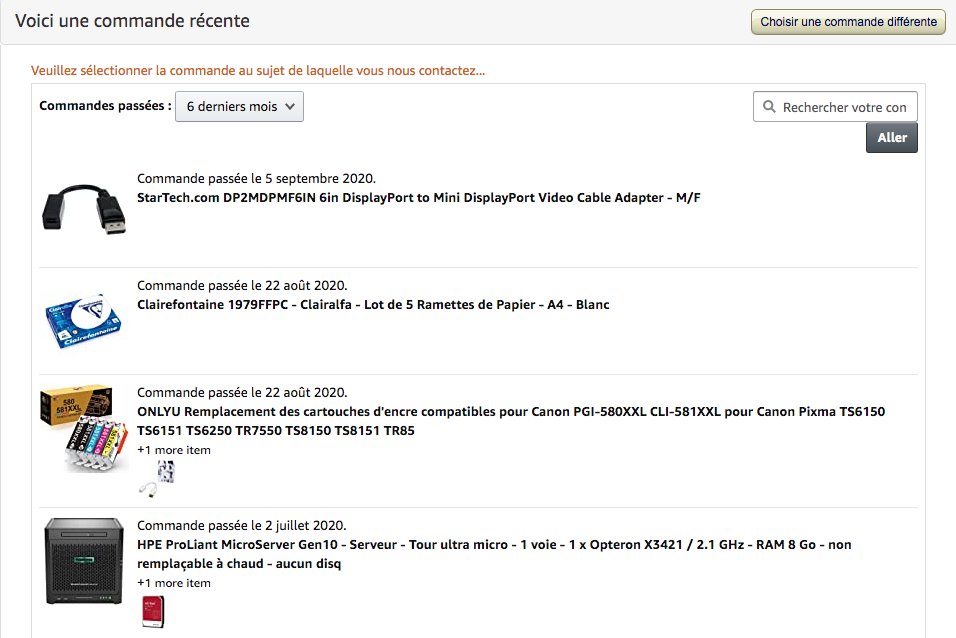 Voici une commande récente
Choisir une commande différente
Veuillez sélectionner la commande au sujet de laquelle vous nous contactez...
Commandes passées :
6 derniers mois
Rechercher votre con
Aller
Commande passée le 5 septembre 2020.
StarTech.com DP2MDPMF6IN 6in DisplayPort to Mini DisplayPort Video Cable Adapter - M/F
Commande passée le 22 août 2020.
Clairefontaine 1979FFPC - Clairalfa - Lot de 5 Ramettes de Papier - A4 - Blanc
Clairefontaine
Commande passée le 22 août 2020.
ONLYU Remplacement des cartouches d'encre compatibles pour Canon PGI-580XXL CLI-581XXL pour Canon Pixma TS6150
TS6151 TS6250 TR7550 TS8150 TS8151 TR85
+1 more item
580
581XXL
Commande passée le 2 juillet 2020.
HPE ProLiant MicroServer Gen10 - Serveur - Tour ultra micro - 1 voie - 1 x Opteron X3421 / 2.1 GHz - RAM 8 Go - non
remplaçable à chaud - aucun disq
+1 more item